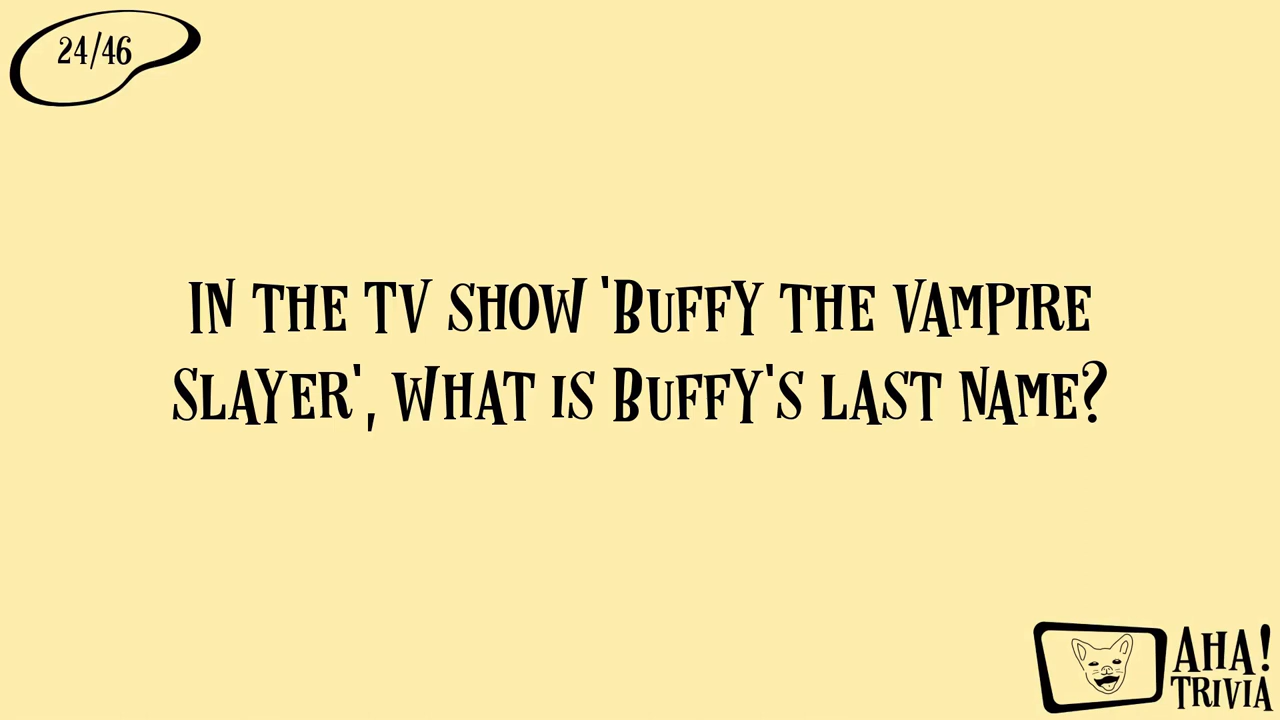 24/46
IN THE TV SHOW 'BUFFY THE VAMPIRE
SLAYER', WHAT IS BUFFY'S LAST NAME?
AHA!
TRIVIA